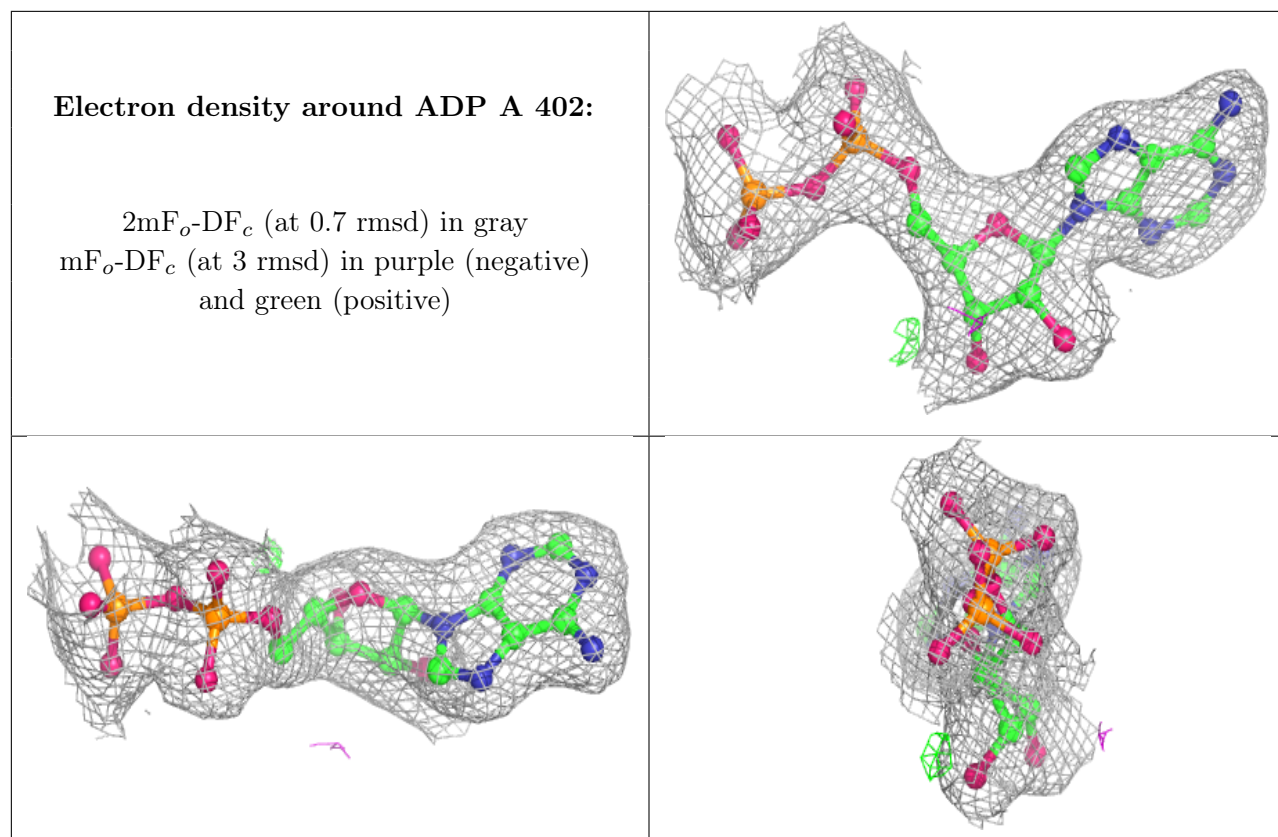 Electron density around ADP A 402:
2mFo-DFc (at 0.7 rmsd) in gray
mFo-DFc (at 3 rmsd) in purple (negative)
and green (positive)